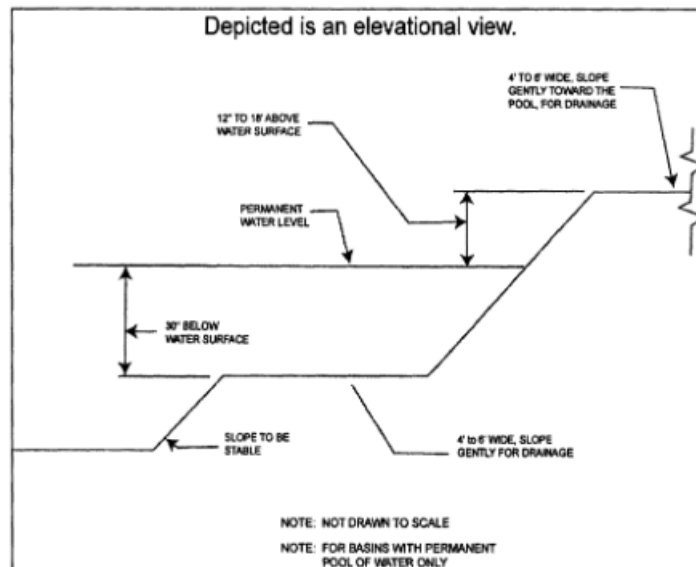 Depicted is an elevational view.
4' TO 6' WIDE, SLOPE
GENTLY TOWARD THE
POOL, FOR DRAINAGE
12" TO 18' ABOVE
WATER SURFACE
PERMANENT
WATER LEVEL
30" BELOW
WATER SURFACE
SLOPE TO BE
STABLE
4' to 6' WIDE, SLOPE
GENTLY FOR DRAINAGE
NOTE: NOT DRAWN TO SCALE
NOTE: FOR BASINS WITH PERMANENT
POOL OF WATER ONLY